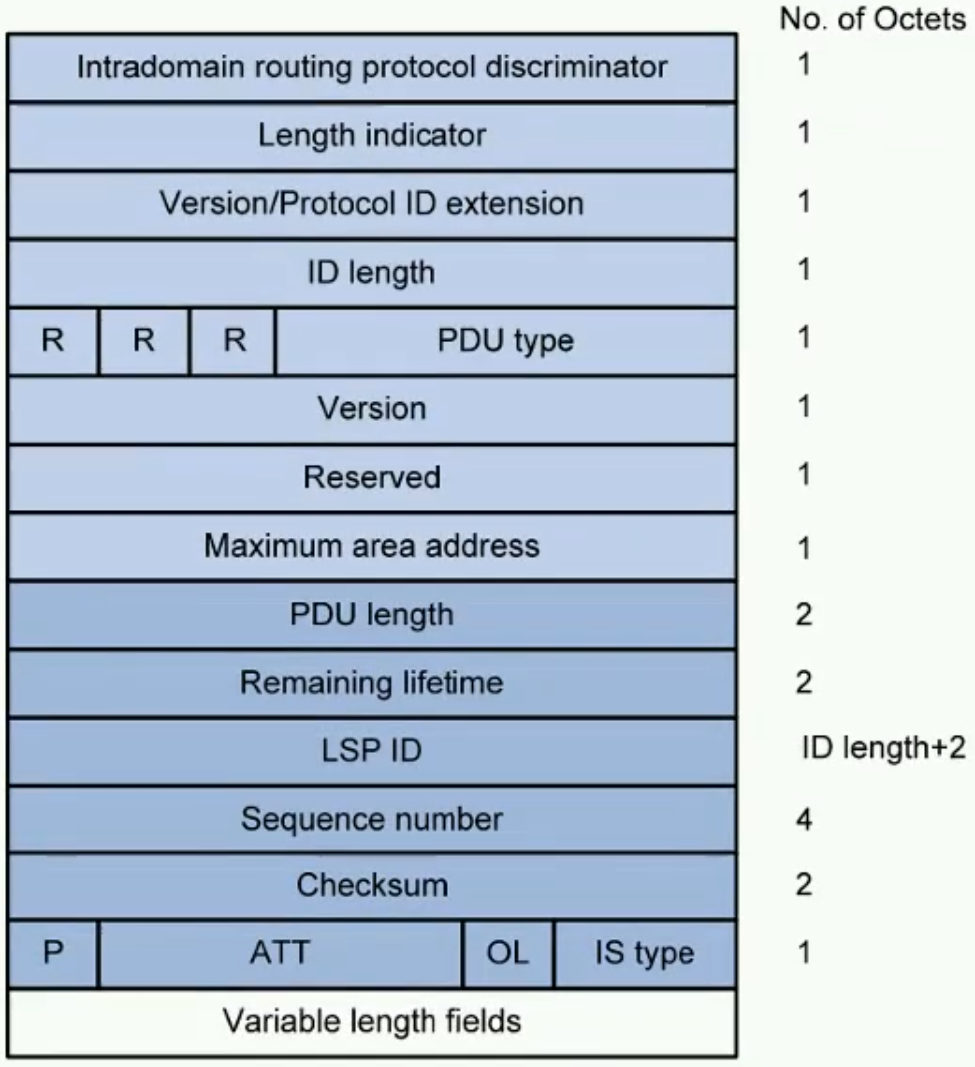 No. of Octets
Intradomain routing protocol discriminator 1
Length indicator 1
Version/Protocol ID extension 1
ID length 1
R R R PDU type 1
Version 1
Reserved 1
Maximum area address 1
PDU length 2
Remaining lifetime 2
LSP ID ID length+2
Sequence number 4
Checksum 2
P ATT OL IS type 1
Variable length fields